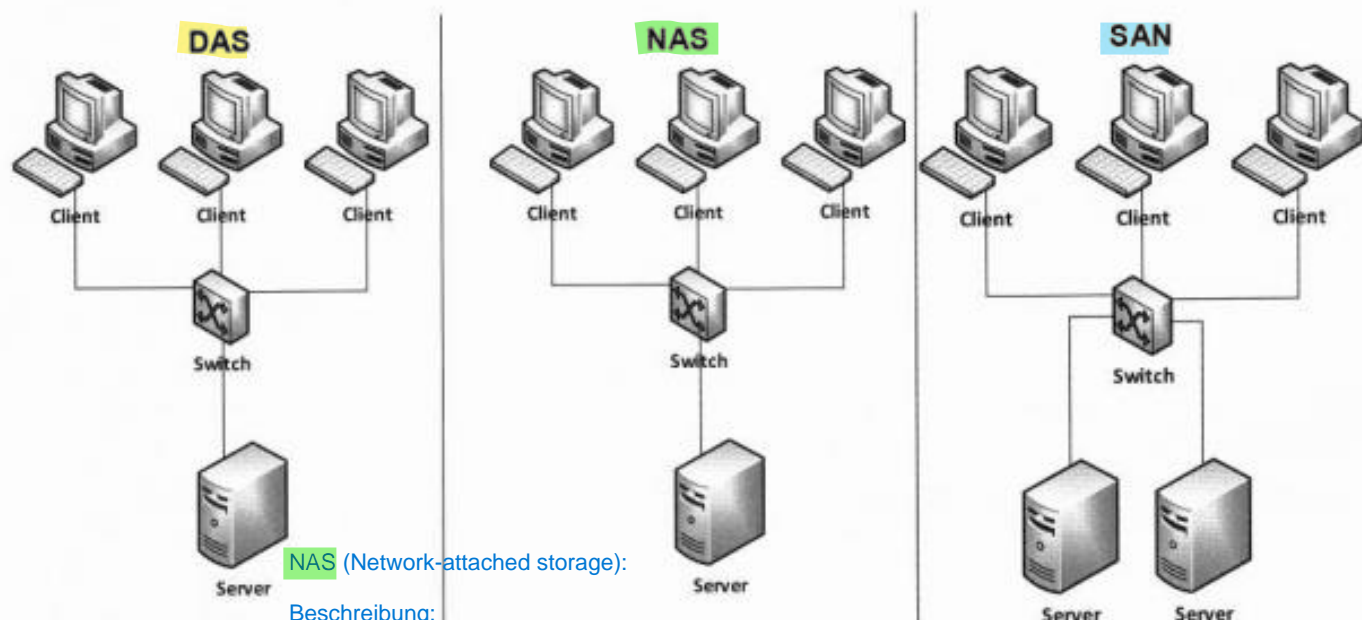 DAS
NAS
SAN
Client Client Client
Client Client Client
Client Client Client
Switch
Switch
Switch
Server
Server
Server Server
NAS (Network-attached storage):
Beschreibung: